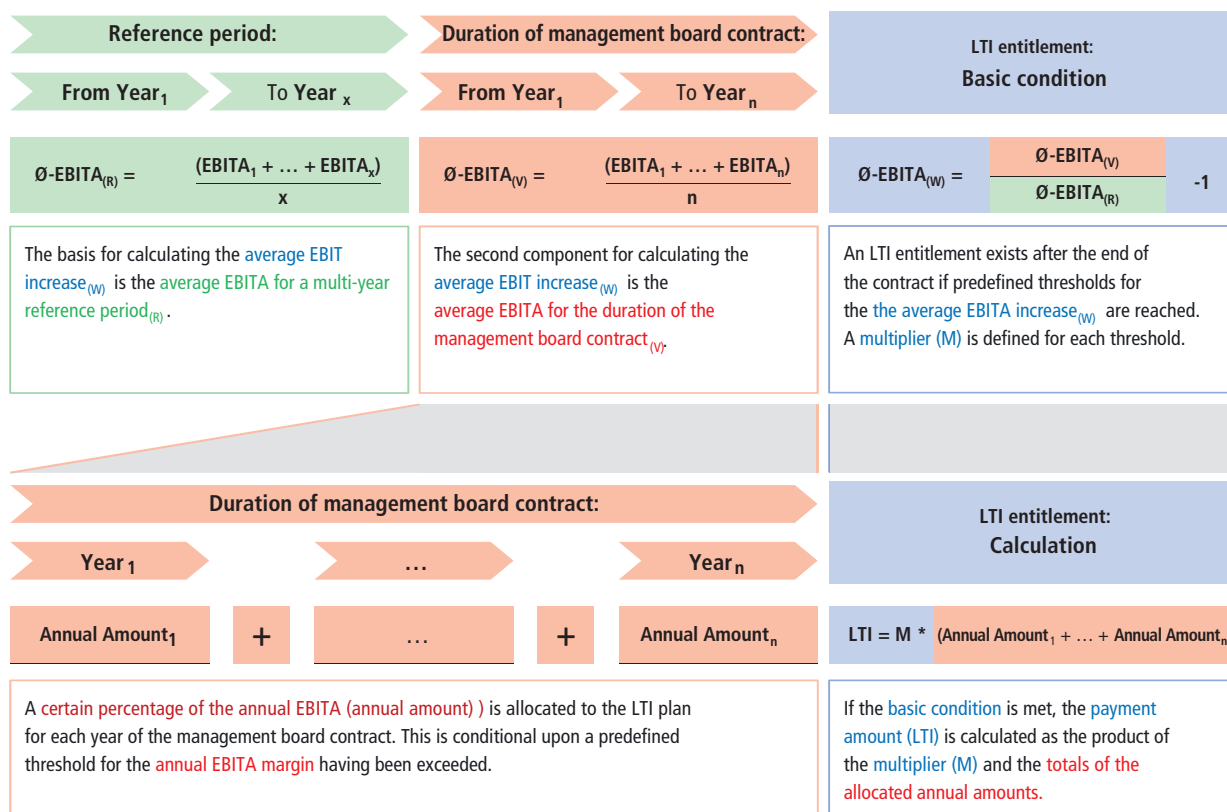 Reference period:
From Year1
To Year x
Ø-EBITA(R) =
(EBITA1 + … + EBITAx)
x
The basis for calculating the average EBIT
increase(W) is the average EBITA for a multi-year
reference period(R) .
Duration of management board contract:
From Year1
To Yearn
Ø-EBITA(V) =
(EBITA1 + … + EBITAn)
n
The second component for calculating the
average EBIT increase(W) is the
average EBITA for the duration of the
management board contract(V).
LTI entitlement:
Basic condition
Ø-EBITA(W) =
Ø-EBITA(V)
Ø-EBITA(R)
-1
An LTI entitlement exists after the end of
the contract if predefined thresholds for
the the average EBITA increase(W) are reached.
A multiplier (M) is defined for each threshold.
Duration of management board contract:
Year 1
…
Year n
Annual Amount1
+
…
+
Annual Amountn
A certain percentage of the annual EBITA (annual amount) ) is allocated to the LTI plan
for each year of the management board contract. This is conditional upon a predefined
threshold for the annual EBITA margin having been exceeded.
LTI entitlement:
Calculation
LTI = M * (Annual Amount1 + … + Annual Amountn
If the basic condition is met, the payment
amount (LTI) is calculated as the product of
the multiplier (M) and the totals of the
allocated annual amounts.